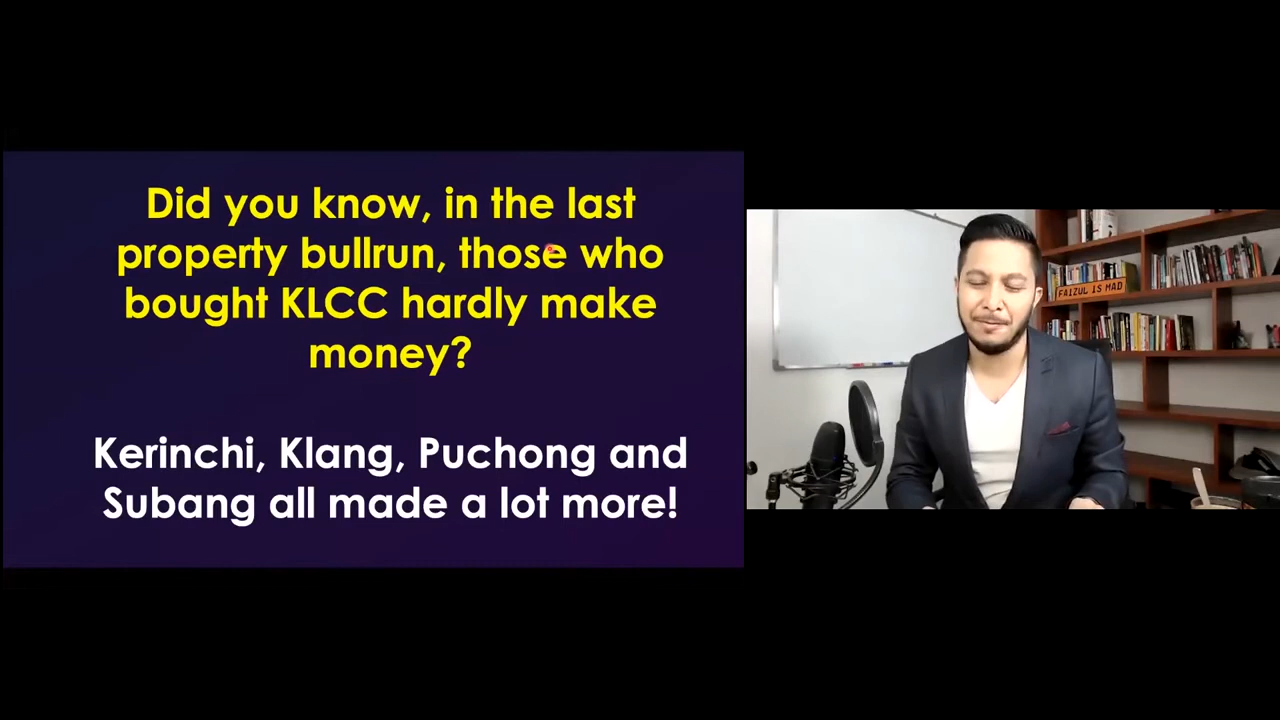 Did you know, in the last
property bullrun, those who
bought KLCC hardly make
money?
Kerinchi, Klang, Puchong and
Subang all made a lot more!
FAIZUL IS MAD